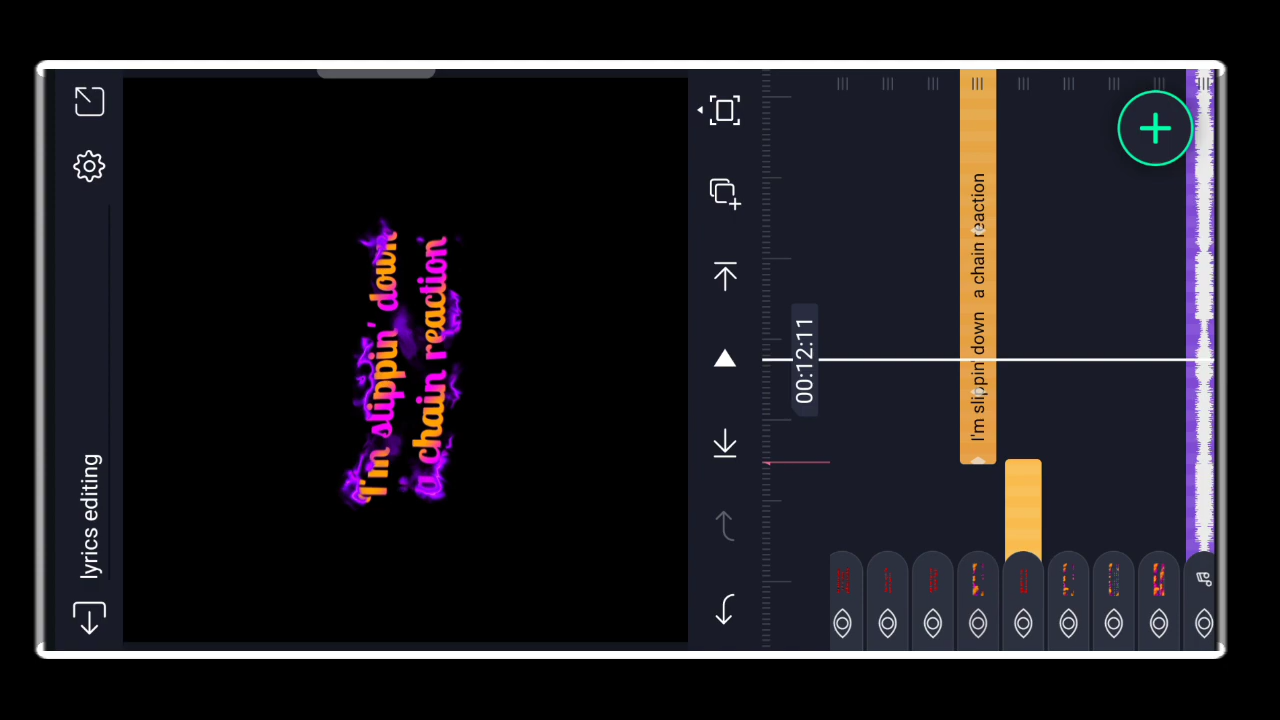 lyrics editing
I'm slippin' down
a chain reaction
00:12:11
I'm slippin' down a chain reaction